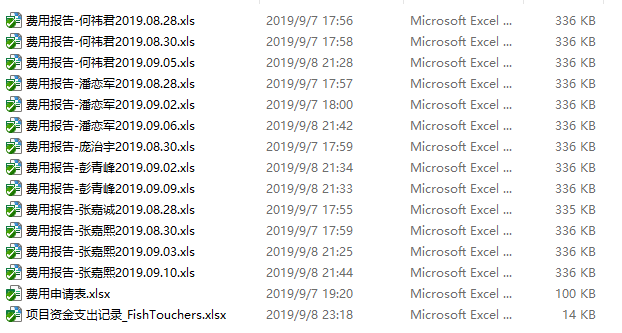 费用报告-何祎君2019.08.28.xls 2019/9/7 17:56 Microsoft Excel ... 336 KB
费用报告-何祎君2019.08.30.xls 2019/9/7 17:58 Microsoft Excel ... 336 KB
费用报告-何祎君2019.09.05.xls 2019/9/8 21:28 Microsoft Excel ... 336 KB
费用报告-潘恋军2019.08.28.xls 2019/9/7 17:57 Microsoft Excel ... 336 KB
费用报告-潘恋军2019.09.02.xls 2019/9/7 18:00 Microsoft Excel ... 336 KB
费用报告-潘恋军2019.09.06.xls 2019/9/8 21:42 Microsoft Excel ... 336 KB
费用报告-庞治宇2019.08.30.xls 2019/9/7 17:59 Microsoft Excel ... 336 KB
费用报告-彭青峰2019.09.02.xls 2019/9/8 21:34 Microsoft Excel ... 336 KB
费用报告-彭青峰2019.09.09.xls 2019/9/8 21:33 Microsoft Excel ... 336 KB
费用报告-张嘉诚2019.08.28.xls 2019/9/7 17:55 Microsoft Excel ... 335 KB
费用报告-张嘉熙2019.08.30.xls 2019/9/7 17:59 Microsoft Excel ... 336 KB
费用报告-张嘉熙2019.09.03.xls 2019/9/8 21:25 Microsoft Excel ... 336 KB
费用报告-张嘉熙2019.09.10.xls 2019/9/8 21:44 Microsoft Excel ... 336 KB
费用申请表.xlsx 2019/9/7 19:20 Microsoft Excel ... 100 KB
项目资金支出记录_FishTouchers.xlsx 2019/9/8 23:18 Microsoft Excel ... 14 KB